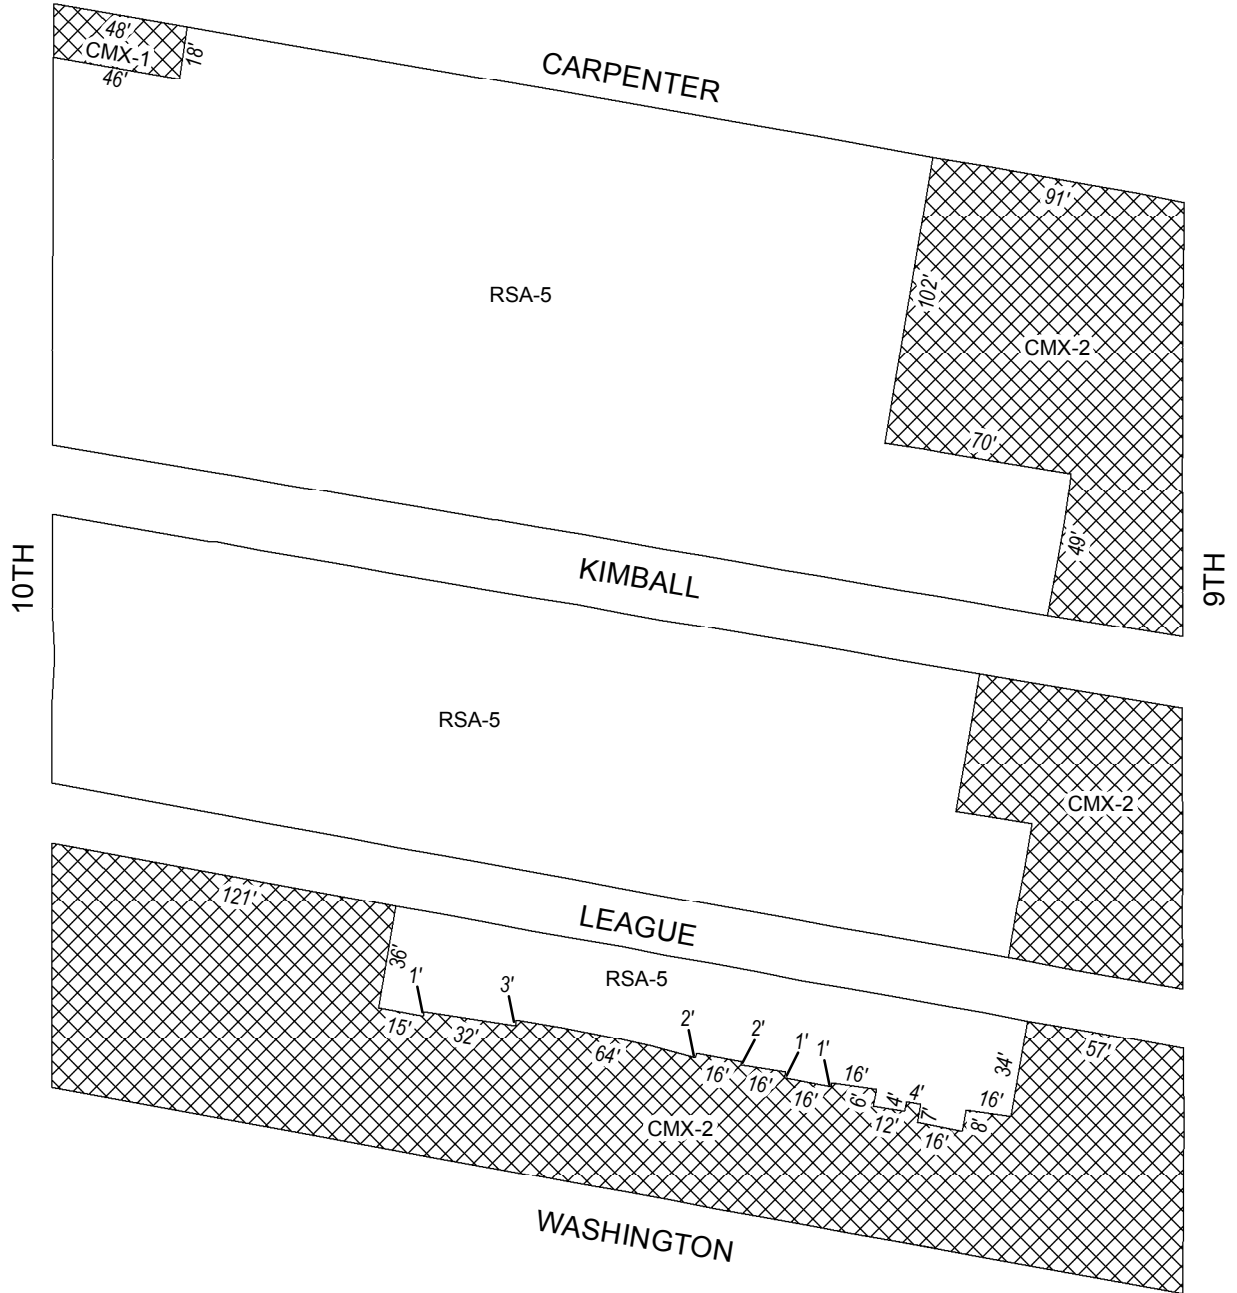 48'
CMX-1
18'
46'
CARPENTER
91'
RSA-5
102'
CMX-2
70'
49'
10TH
KIMBALL
9TH
RSA-5
CMX-2
121'
LEAGUE
36'
RSA-5
1'
3'
2'
2'
1'
1'
16'
4'
16'
34'
57'
15'
32'
64'
16'
16'
16'
6'
4'
12'
7'
16'
8'
CMX-2
WASHINGTON